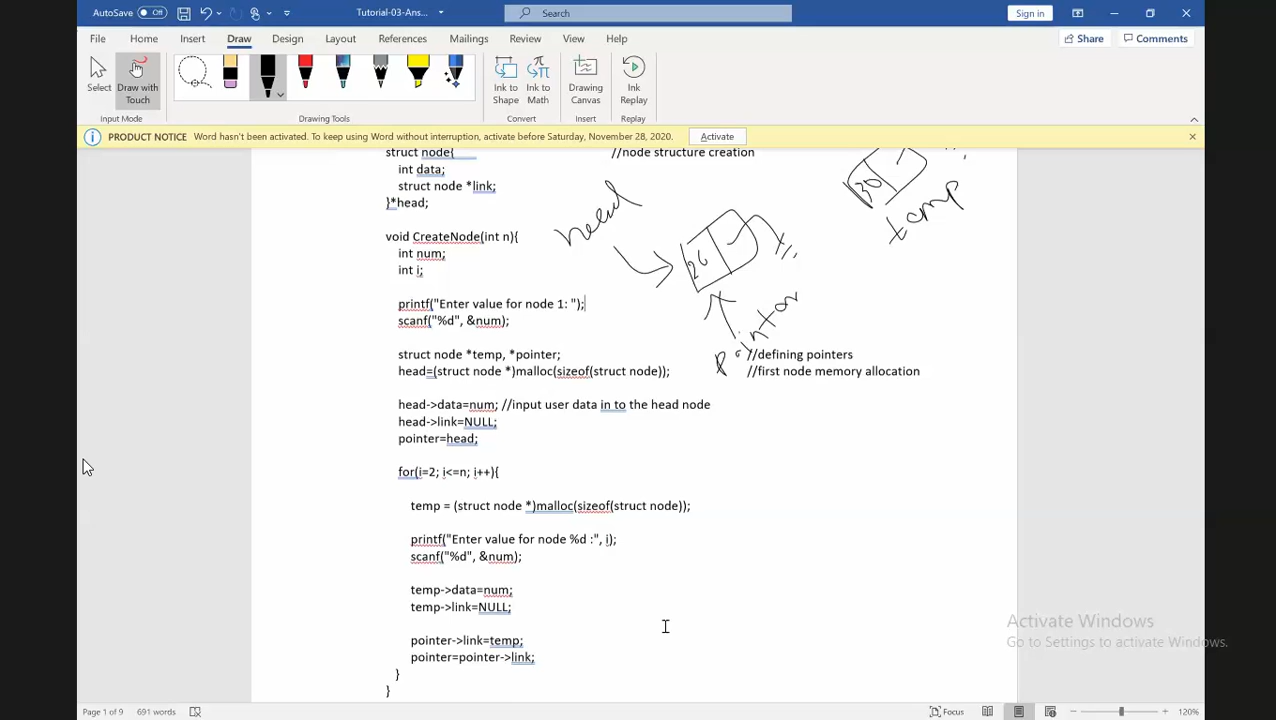 AutoSave Off Tutorial-03-Ans... Search Sign in
File Home Insert Draw Design Layout References Mailings Review View Help Share Comments
Select Draw with Touch Ink to Shape Ink to Math Drawing Canvas Ink Replay
Input Mode Drawing Tools Convert Insert Replay
PRODUCT NOTICE Word hasn't been activated. To keep using Word without interruption, activate before Saturday, November 28, 2020. Activate
struct node{ //node structure creation
int data;
struct node *link;
}*head;
30
temp
head
void CreateNode(int n){
int num;
int i;
printf("Enter value for node 1: ");
scanf("%d", &num);
pointer
struct node *temp, *pointer; //defining pointers
head=(struct node *)malloc(sizeof(struct node)); //first node memory allocation
head->data=num; //input user data in to the head node
head->link=NULL;
pointer=head;
for(i=2; i<=n; i++){
temp = (struct node *)malloc(sizeof(struct node));
printf("Enter value for node %d :", i);
scanf("%d", &num);
temp->data=num;
temp->link=NULL;
pointer->link=temp;
pointer=pointer->link;
}
}
Activate Windows
Go to Settings to activate Windows.
Page 1 of 9 691 words Focus 120%